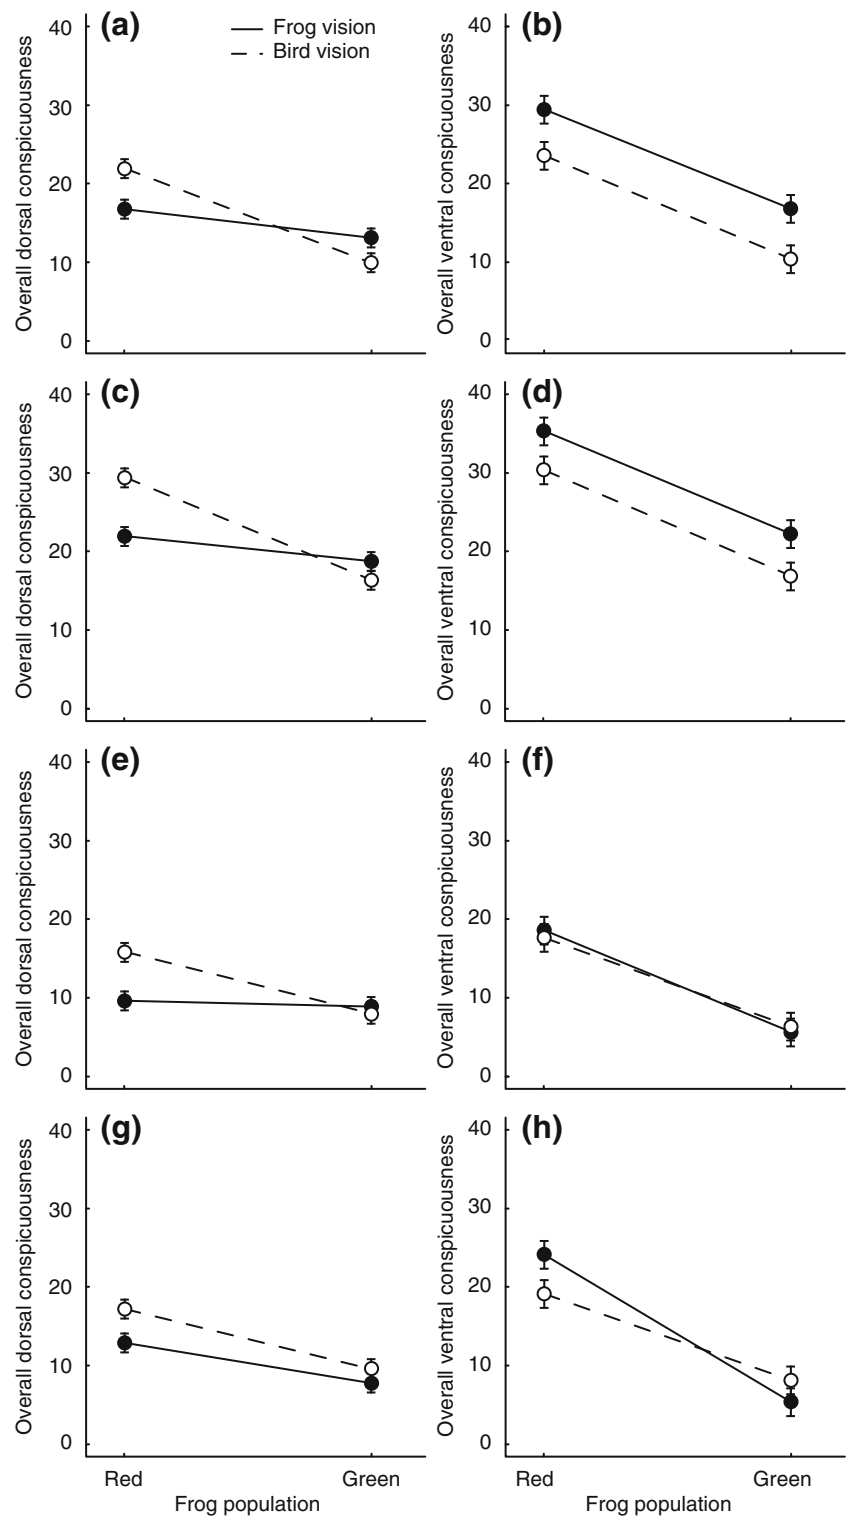 (a)
Frog vision
Bird vision
Overall dorsal conspicuousness
40
30
20
10
0
(b)
Overall ventral conspicuousness
40
30
20
10
0
(c)
Overall dorsal conspicuousness
40
30
20
10
0
(d)
Overall ventral conspicuousness
40
30
20
10
0
(e)
Overall dorsal conspicuousness
40
30
20
10
0
(f)
Overall ventral cosnpicuousness
40
30
20
10
0
(g)
Overall dorsal conspicuousness
40
30
20
10
0
Red Green
Frog population
(h)
Overall ventral conspicuousness
40
30
20
10
0
Red Green
Frog population